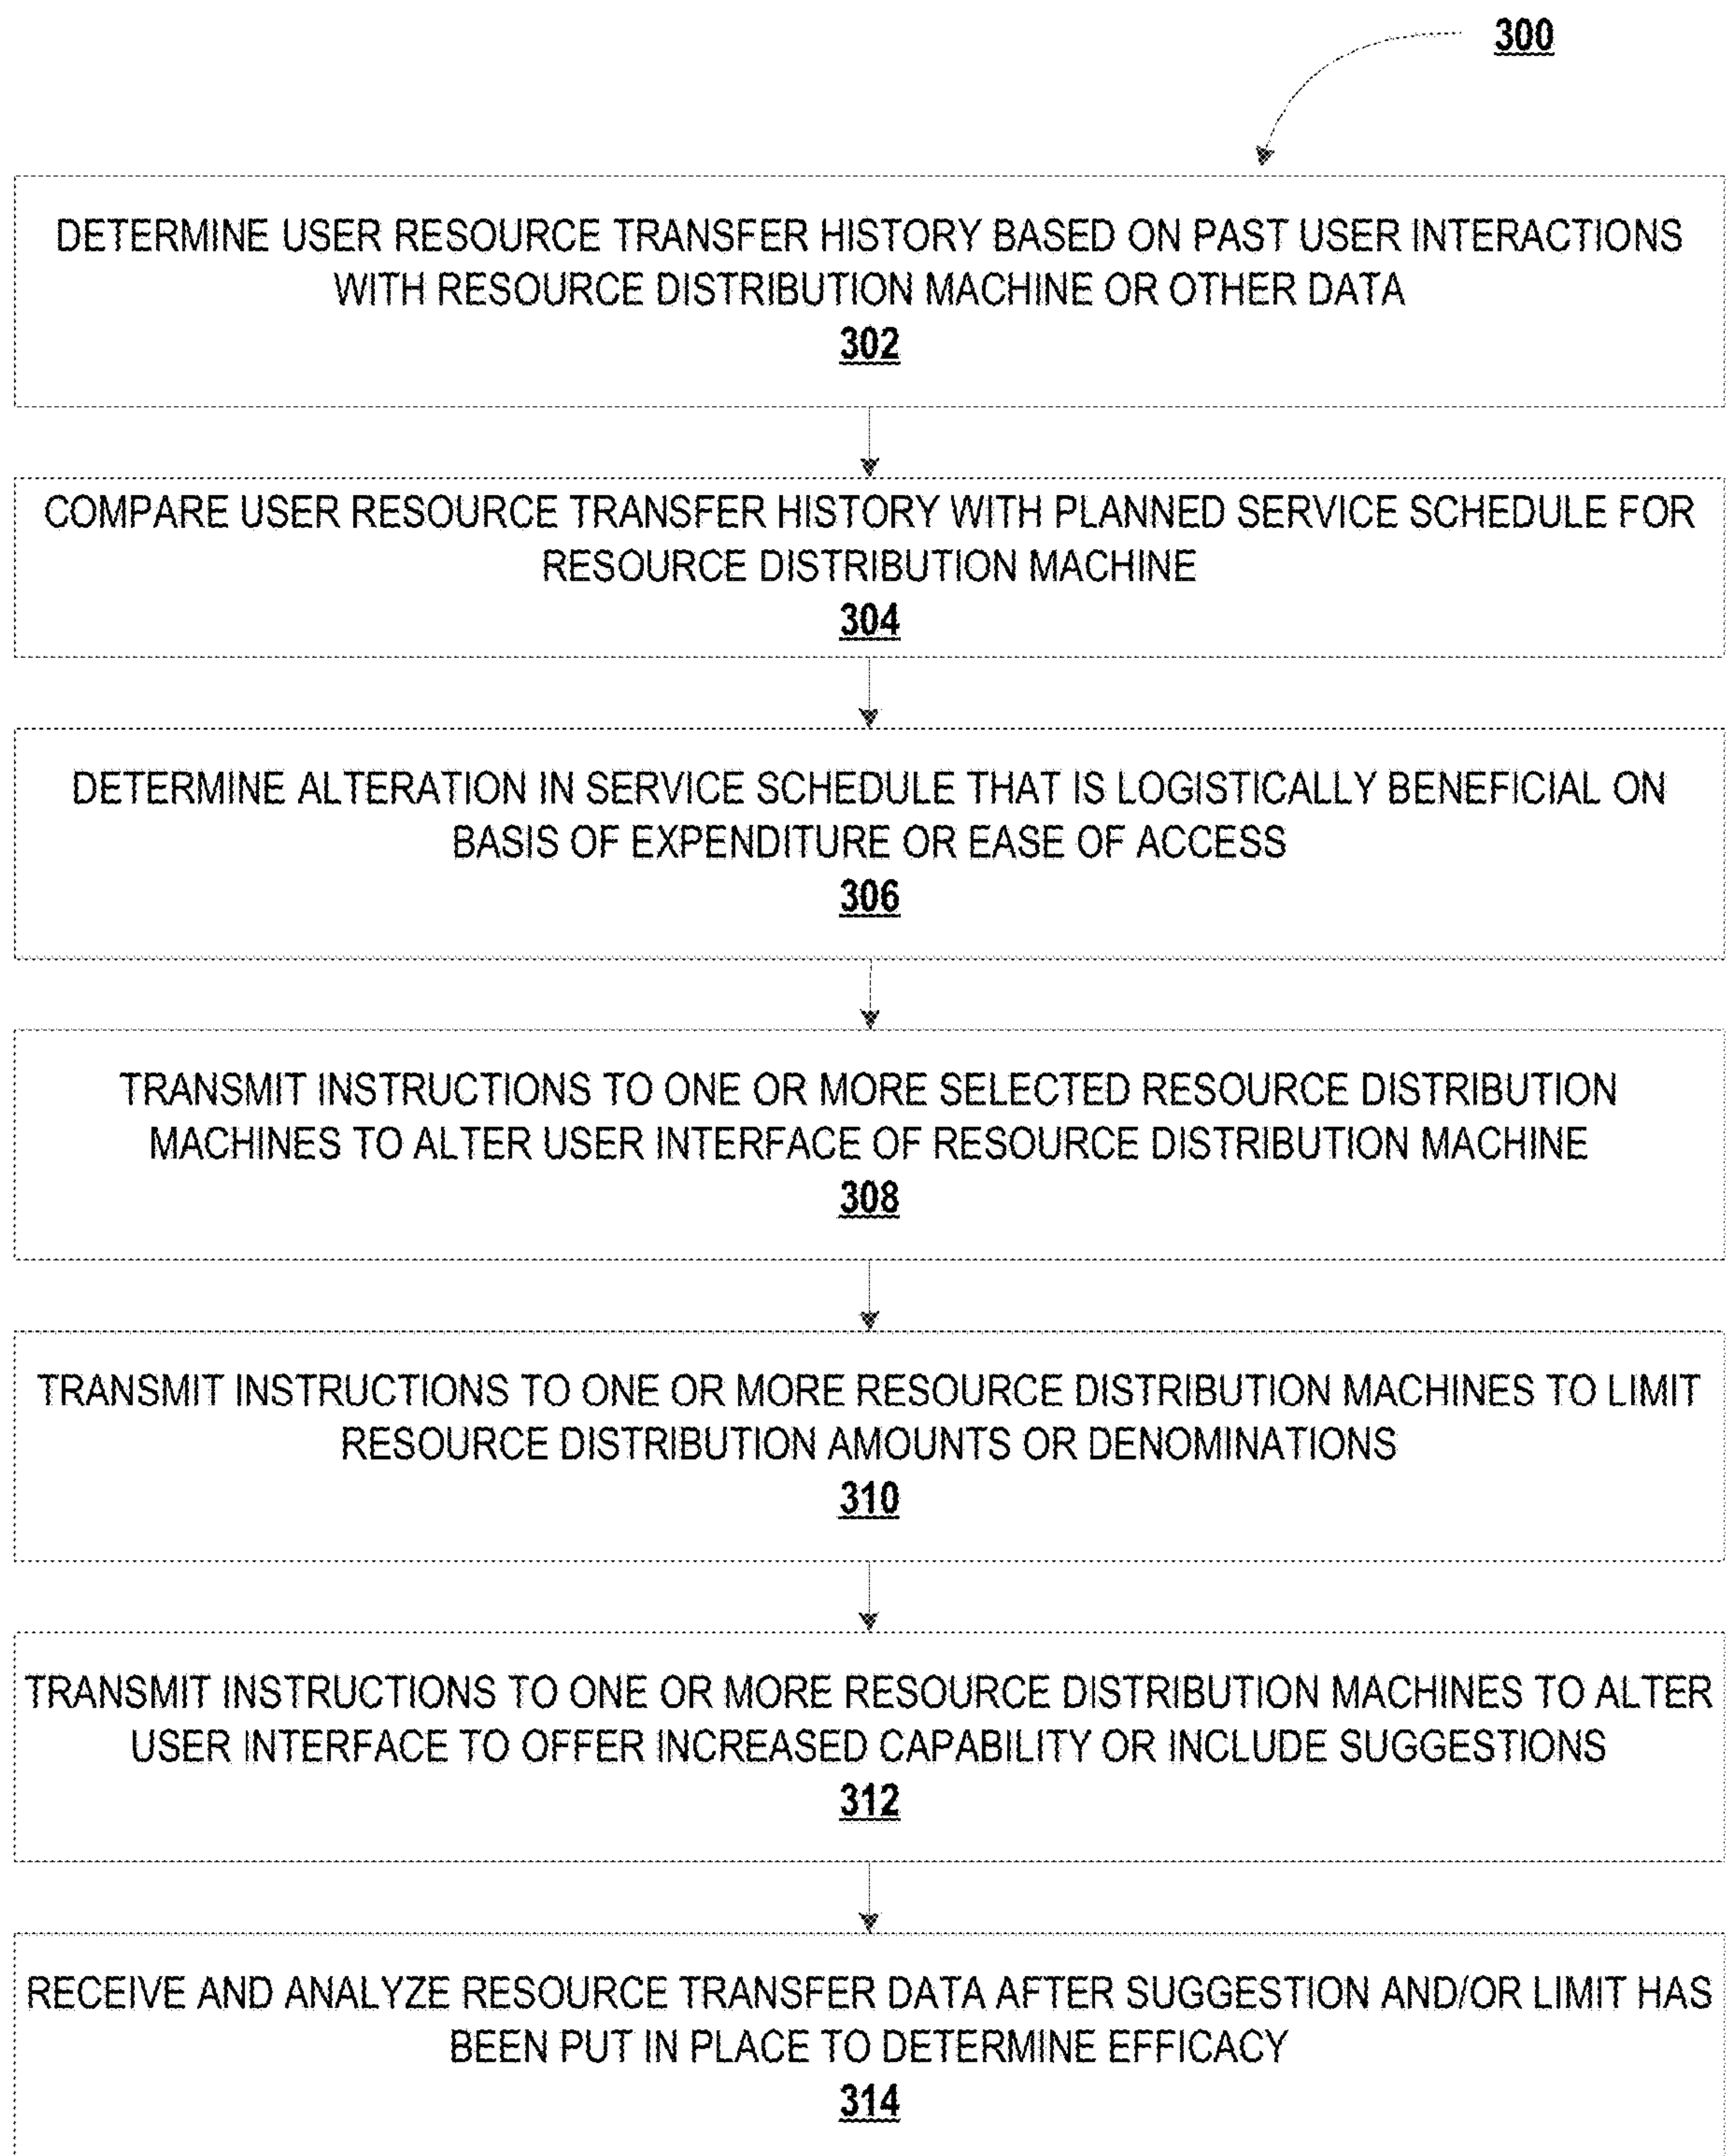 300
DETERMINE USER RESOURCE TRANSFER HISTORY BASED ON PAST USER INTERACTIONS
WITH RESOURCE DISTRIBUTION MACHINE OR OTHER DATA
302
COMPARE USER RESOURCE TRANSFER HISTORY WITH PLANNED SERVICE SCHEDULE FOR
RESOURCE DISTRIBUTION MACHINE
304
DETERMINE ALTERATION IN SERVICE SCHEDULE THAT IS LOGISTICALLY BENEFICIAL ON
BASIS OF EXPENDITURE OR EASE OF ACCESS
306
TRANSMIT INSTRUCTIONS TO ONE OR MORE SELECTED RESOURCE DISTRIBUTION
MACHINES TO ALTER USER INTERFACE OF RESOURCE DISTRIBUTION MACHINE
308
TRANSMIT INSTRUCTIONS TO ONE OR MORE RESOURCE DISTRIBUTION MACHINES TO LIMIT
RESOURCE DISTRIBUTION AMOUNTS OR DENOMINATIONS
310
TRANSMIT INSTRUCTIONS TO ONE OR MORE RESOURCE DISTRIBUTION MACHINES TO ALTER
USER INTERFACE TO OFFER INCREASED CAPABILITY OR INCLUDE SUGGESTIONS
312
RECEIVE AND ANALYZE RESOURCE TRANSFER DATA AFTER SUGGESTION AND/OR LIMIT HAS
BEEN PUT IN PLACE TO DETERMINE EFFICACY
314